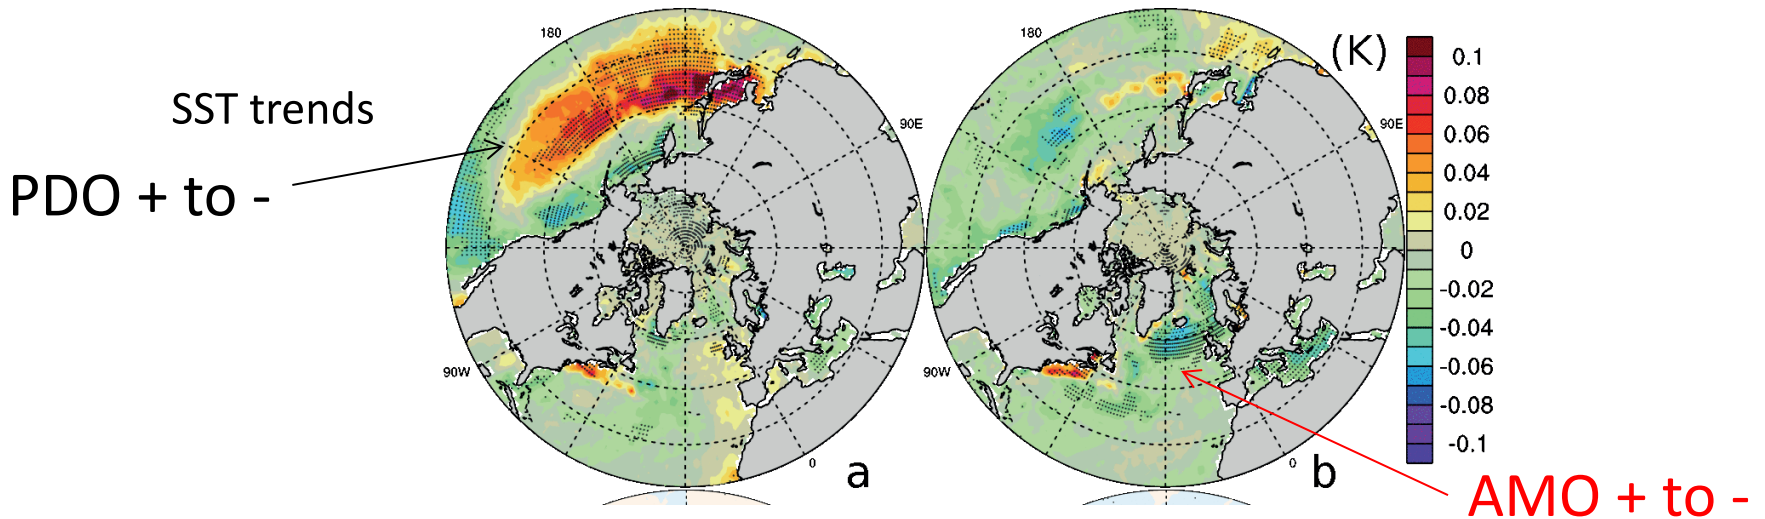 SST trends
PDO + to -
180
90E
90W
0
a
180
90E
90W
0
b
(K)
0.1
0.08
0.06
0.04
0.02
0
-0.02
-0.04
-0.06
-0.08
-0.1
AMO + to -